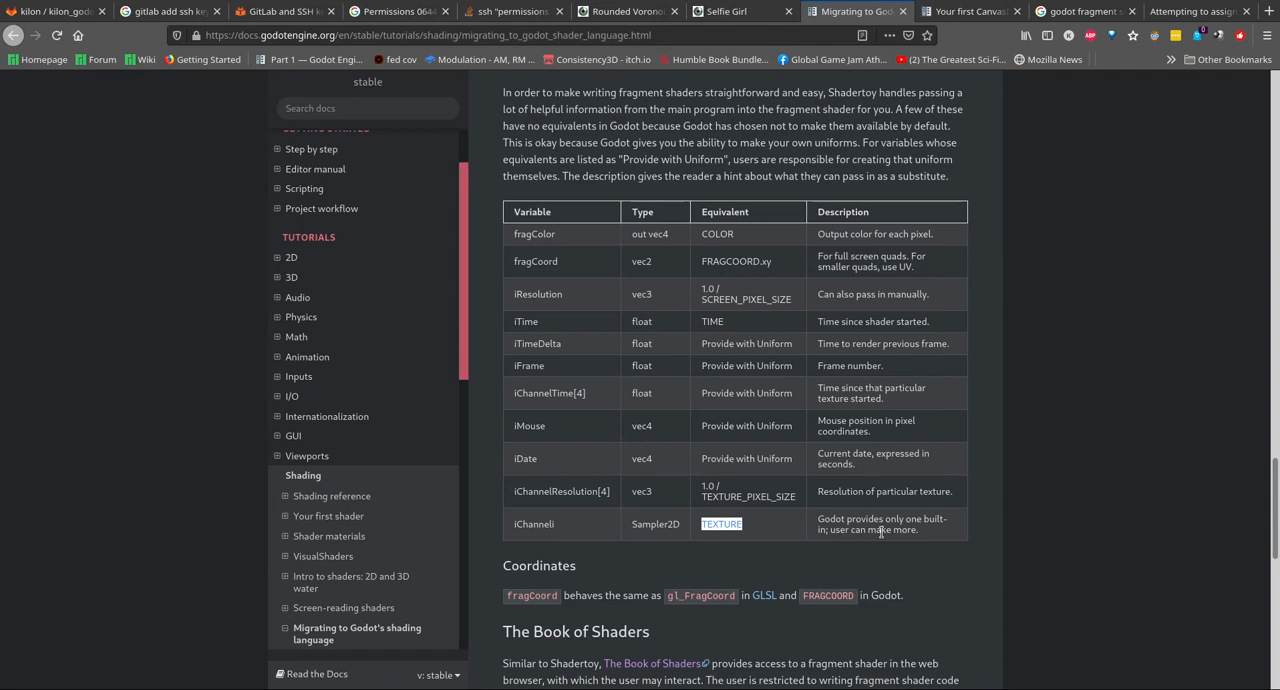 kilon / kilon_godo
gitlab add ssh key
GitLab and SSH k
Permissions 0644
ssh "permissions
Rounded Voronoi
Selfie Girl
Migrating to God
Your first Canvas
godot fragment s
Attempting to assign
https://docs.godotengine.org/en/stable/tutorials/shading/migrating_to_godot_shader_language.html
Homepage
Forum
Wiki
Getting Started
Part 1 — Godot Engi...
fed cov
Modulation - AM, RM ...
Consistency3D - itch.io
Humble Book Bundle...
Global Game Jam Ath...
(2) The Greatest Sci-Fi...
Mozilla News
Other Bookmarks
stable
Search docs
GETTING STARTED
Step by step
Editor manual
Scripting
Project workflow
TUTORIALS
2D
3D
Audio
Physics
Math
Animation
Inputs
I/O
Internationalization
GUI
Viewports
Shading
Shading reference
Your first shader
Shader materials
VisualShaders
Intro to shaders: 2D and 3D
water
Screen-reading shaders
Migrating to Godot's shading
language
Read the Docs
v: stable
In order to make writing fragment shaders straightforward and easy, Shadertoy handles passing a
lot of helpful information from the main program into the fragment shader for you. A few of these
have no equivalents in Godot because Godot has chosen not to make them available by default.
This is okay because Godot gives you the ability to make your own uniforms. For variables whose
equivalents are listed as "Provide with Uniform", users are responsible for creating that uniform
themselves. The description gives the reader a hint about what they can pass in as a substitute.
Variable Type Equivalent Description
fragColor out vec4 COLOR Output color for each pixel.
fragCoord vec2 FRAGCOORD.xy For full screen quads. For
smaller quads, use UV.
iResolution vec3 1.0 /
SCREEN_PIXEL_SIZE Can also pass in manually.
iTime float TIME Time since shader started.
iTimeDelta float Provide with Uniform Time to render previous frame.
iFrame float Provide with Uniform Frame number.
iChannelTime[4] float Provide with Uniform Time since that particular
texture started.
iMouse vec4 Provide with Uniform Mouse position in pixel
coordinates.
iDate vec4 Provide with Uniform Current date, expressed in
seconds.
iChannelResolution[4] vec3 1.0 /
TEXTURE_PIXEL_SIZE Resolution of particular texture.
iChanneli Sampler2D TEXTURE Godot provides only one built-
in; user can make more.
Coordinates
fragCoord behaves the same as gl_FragCoord in GLSL and FRAGCOORD in Godot.
The Book of Shaders
Similar to Shadertoy, The Book of Shaders provides access to a fragment shader in the web
browser, with which the user may interact. The user is restricted to writing fragment shader code